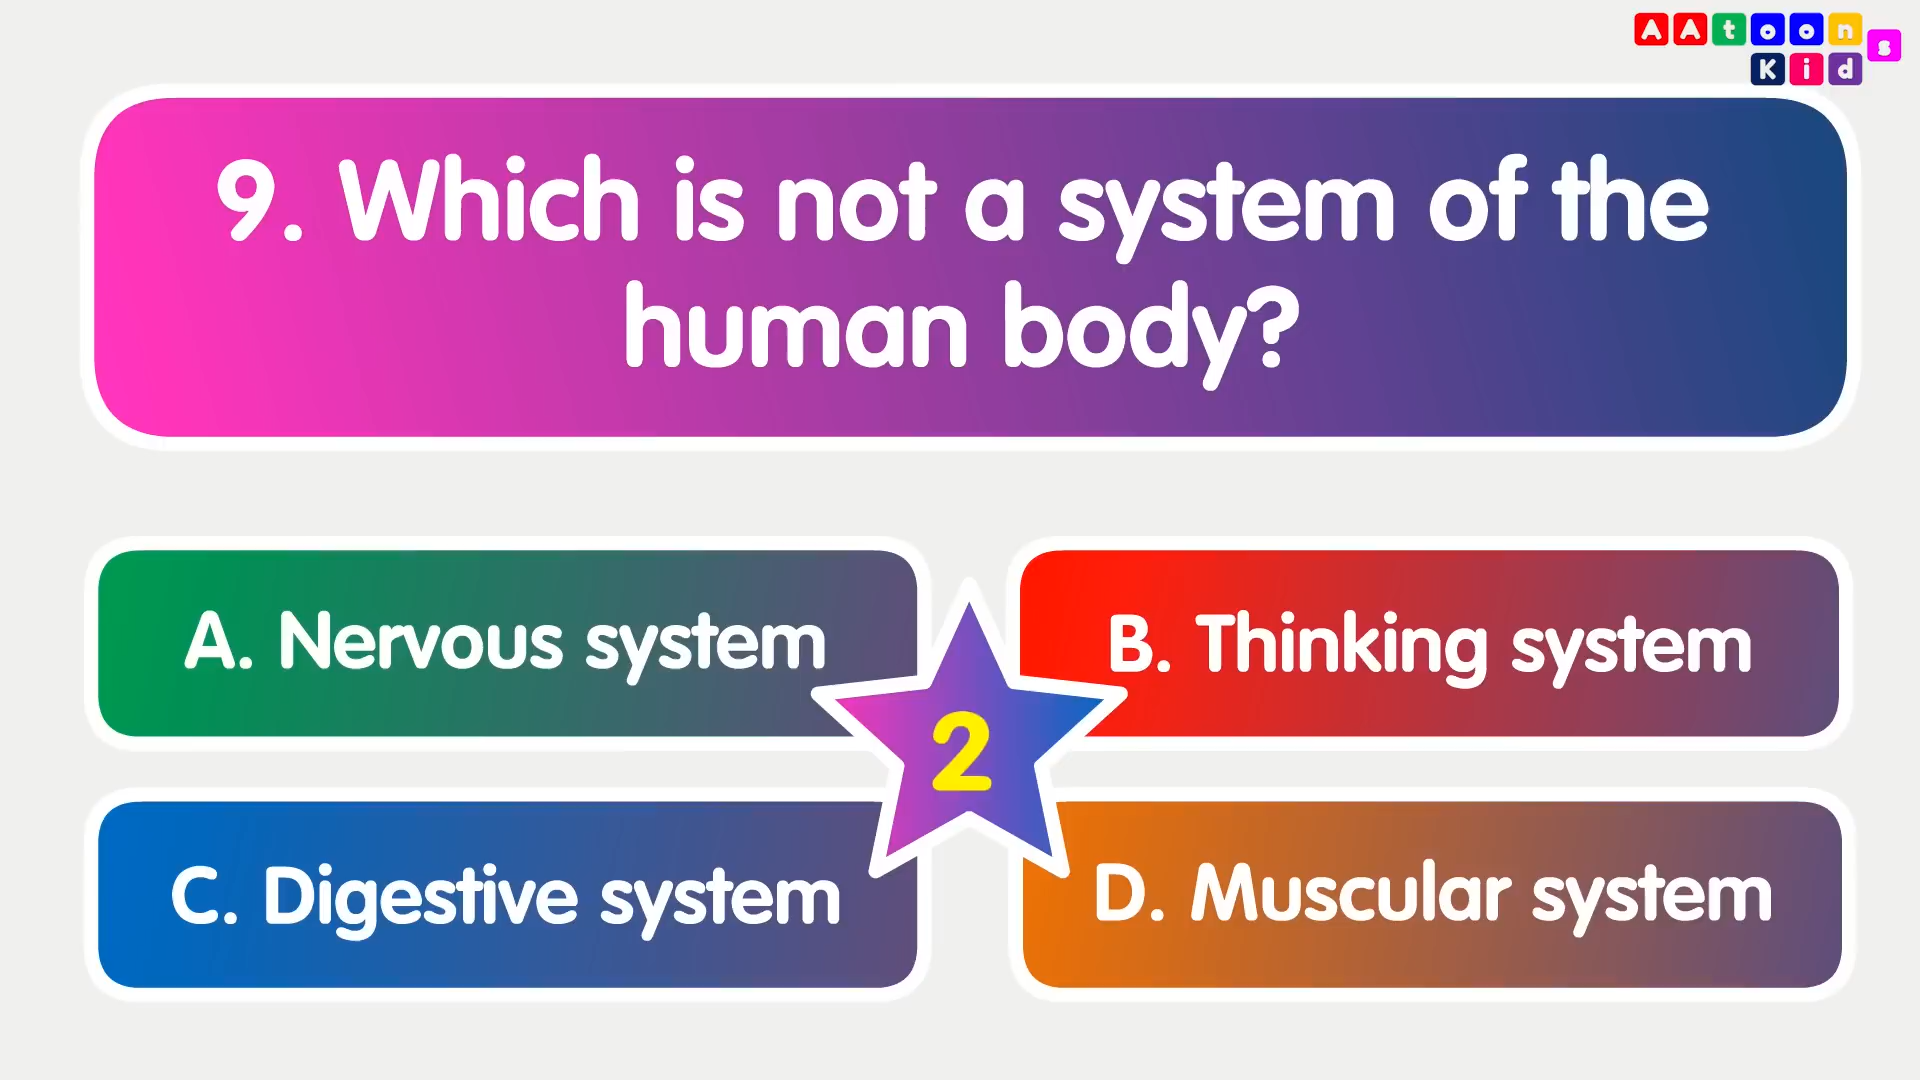 AAtoons
Kid
9. Which is not a system of the
human body?
A. Nervous system
B. Thinking system
2
C. Digestive system
D. Muscular system